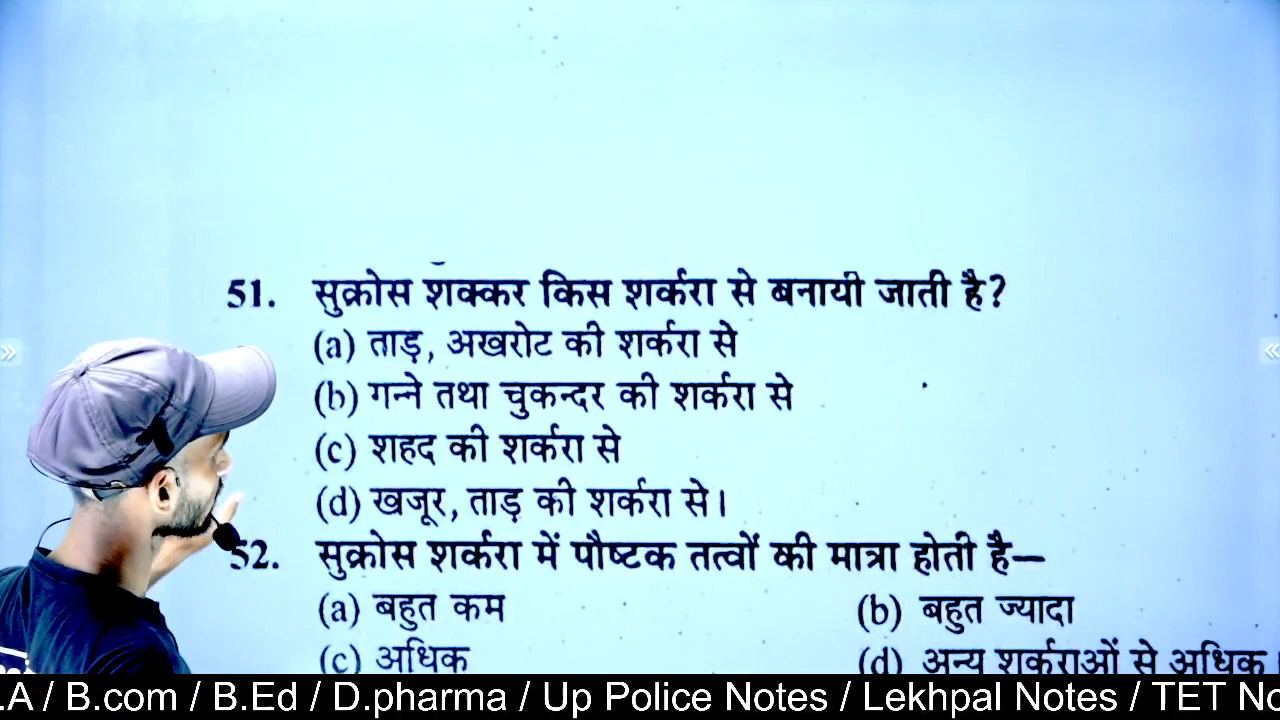 51. सुक्रोस शक्कर किस शर्करा से बनायी जाती है?
(a) ताड़, अखरोट की शर्करा से
(b) गन्ने तथा चुकन्दर की शर्करा से
(c) शहद की शर्करा से
(d) खजूर, ताड़ की शर्करा से।
52. सुक्रोस शर्करा में पौष्टक तत्वों की मात्रा होती है—
(a) बहुत कम (b) बहुत ज्यादा
(c) अधिक (d) अन्य शर्कराओं से अधिक
.A / B.com / B.Ed / D.pharma / Up Police Notes / Lekhpal Notes / TET